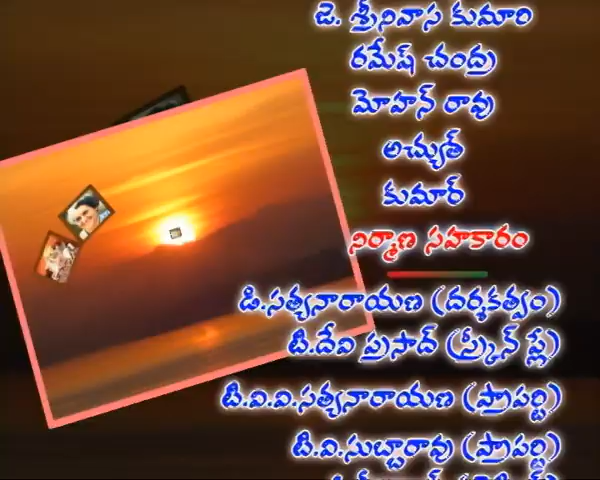 జె. శ్రీనివాస కుమారి
రమేష్ చంద్ర
మోహన్ రావు
అచ్యుత్
కుమార్
నిర్మాణ సహకారం
డి.సత్యనారాయణ (దర్శకత్వం)
టి.దేవి ప్రసాద్ (స్క్రీన్ ప్లే)
టి.వి.వి.సత్యనారాయణ (ప్రాపర్టి)
టి.వి.సుబ్బారావు (ప్రాపర్టి)